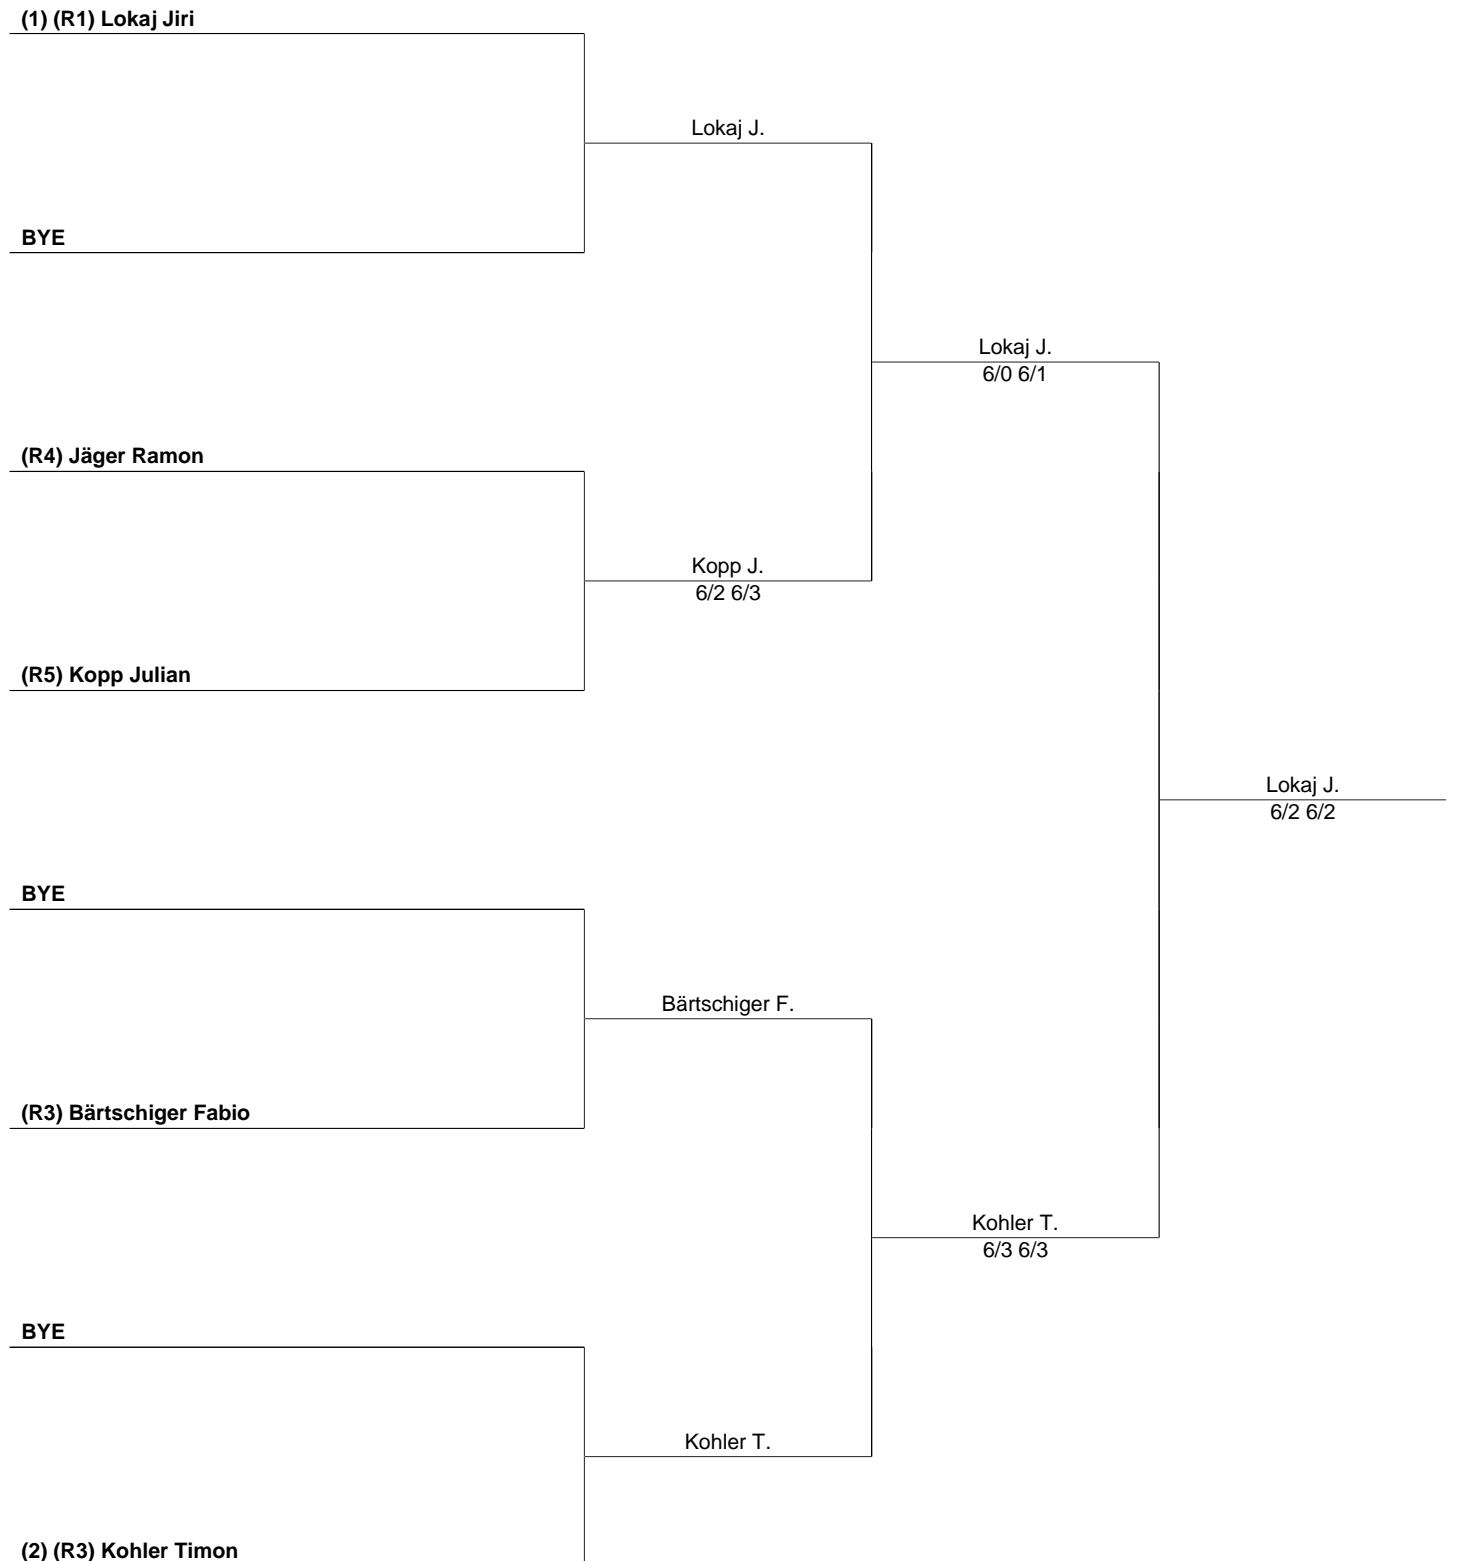 (1) (R1) Lokaj Jiri
Lokaj J.
BYE
Lokaj J.
6/0 6/1
(R4) Jäger Ramon
Kopp J.
6/2 6/3
(R5) Kopp Julian
Lokaj J.
6/2 6/2
BYE
Bärtschiger F.
(R3) Bärtschiger Fabio
Kohler T.
6/3 6/3
BYE
Kohler T.
(2) (R3) Kohler Timon